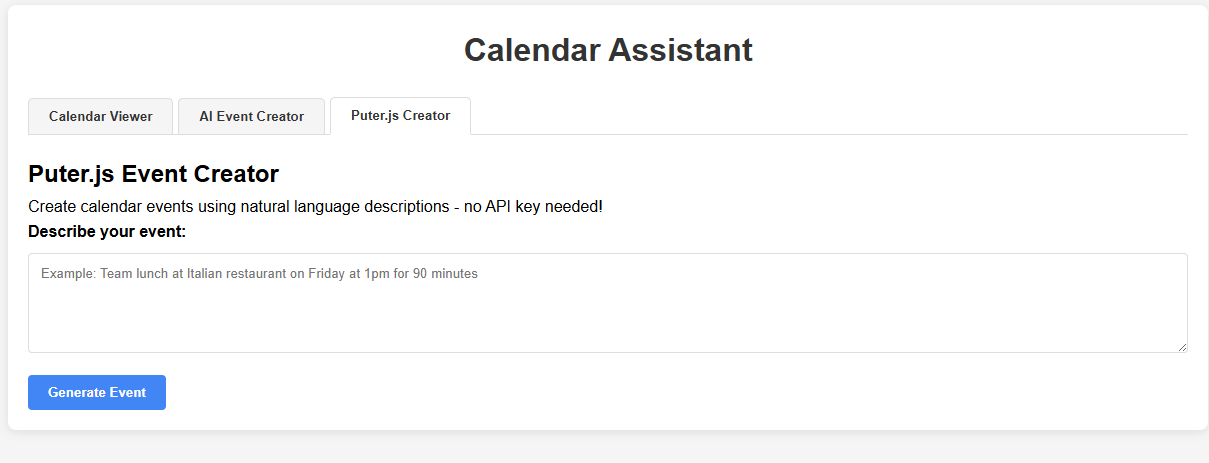 Calendar Assistant
Calendar Viewer
AI Event Creator
Puter.js Creator
Puter.js Event Creator
Create calendar events using natural language descriptions - no API key needed!
Describe your event:
Example: Team lunch at Italian restaurant on Friday at 1pm for 90 minutes
Generate Event